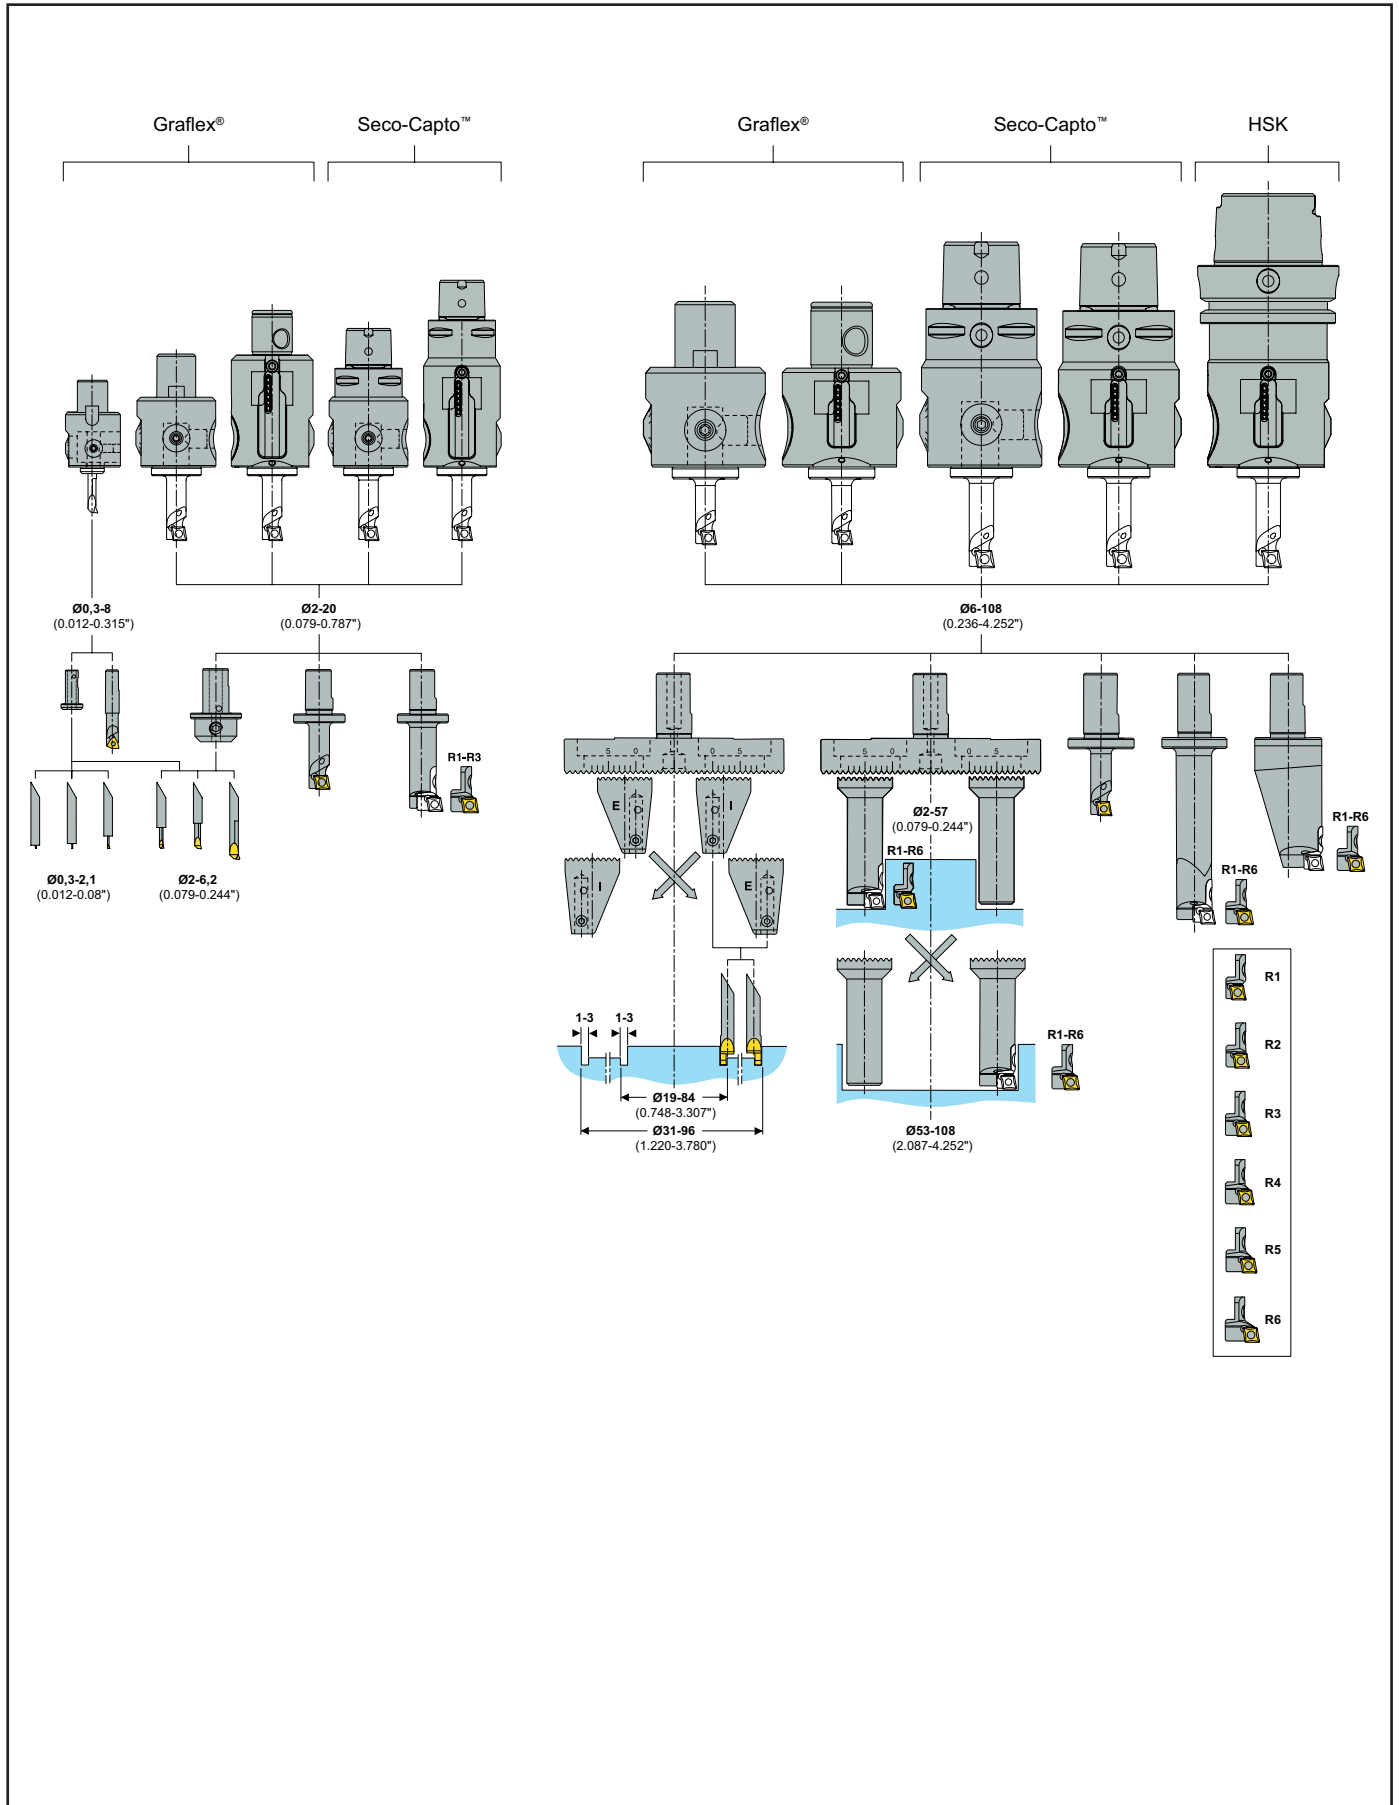 Graflex® Seco-Capto™ Graflex® Seco-Capto™ HSK
Ø0,3-8 Ø2-20 Ø6-108
(0.012-0.315") (0.079-0.787") (0.236-4.252")
R1-R3
5 0 0 5 5 0 0 5
E I
Ø2-57
(0.079-0.244")
R1-R6
R1-R6
R1-R6
I E
Ø0,3-2,1 Ø2-6,2
(0.012-0.08") (0.079-0.244")
1-3 1-3
R1-R6
Ø19-84
(0.748-3.307")
Ø31-96 Ø53-108
(1.220-3.780") (2.087-4.252")
R1
R2
R3
R4
R5
R6